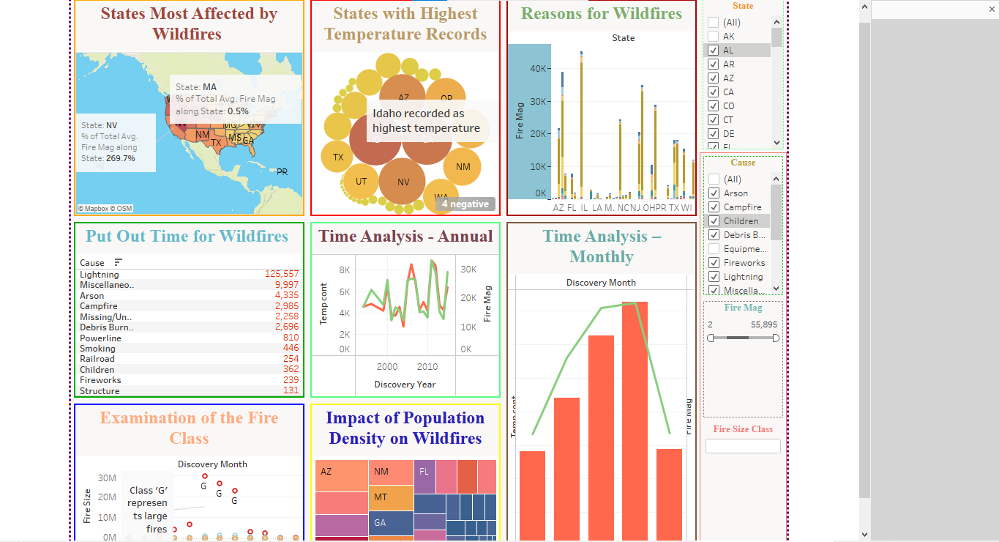 States Most Affected by
Wildfires
State: MA
% of Total Avg. Fire Mag
along State: 0.5%
State: NV
% of Total Avg.
Fire Mag along
State: 269.7%
NM
TX
MS
GA
PR
© Mapbox © OSM
States with Highest
Temperature Records
AZ
OR
Idaho recorded as
highest temperature
TX
NM
UT
NV
WA
4 negative
Reasons for Wildfires
State
Fire Mag
40K
30K
20K
10K
0K
AZ FL IL LA M. NC NJ OH PR TX WI
State
(All)
AK
AL
AR
AZ
CA
CO
CT
DE
Cause
(All)
Arson
Campfire
Children
Debris B...
Equipme...
Fireworks
Lightning
Miscella...
Fire Mag
2 55,895
Fire Size Class
Put Out Time for Wildfires
Cause
Lightning 125,557
Miscellaneo.. 9,997
Arson 4,335
Campfire 2,985
Missing/Un.. 2,258
Debris Burn.. 2,696
Powerline 810
Smoking 446
Railroad 254
Children 362
Fireworks 239
Structure 131
Time Analysis - Annual
Temp cont
8K
6K
4K
2K
0K
30K
20K
10K
0K
Fire Mag
2000 2010
Discovery Year
Time Analysis –
Monthly
Discovery Month
Temp cont
Fire Mag
Examination of the Fire
Class
Discovery Month
Fire Size
30M
20M
10M
0M
G
G
G
Class 'G'
represen
ts large
fires
Impact of Population
Density on Wildfires
AZ
NM
FL
MT
GA